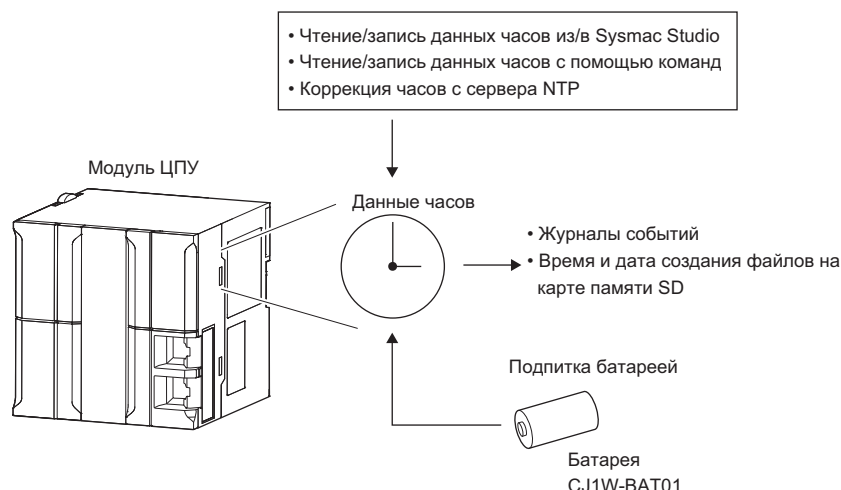 • Чтение/запись данных часов из/в Sysmac Studio
• Чтение/запись данных часов с помощью команд
• Коррекция часов с сервера NTP
Модуль ЦПУ
Данные часов
• Журналы событий
• Время и дата создания файлов на
карте памяти SD
Подпитка батареей
Батарея
CJ1W-BAT01